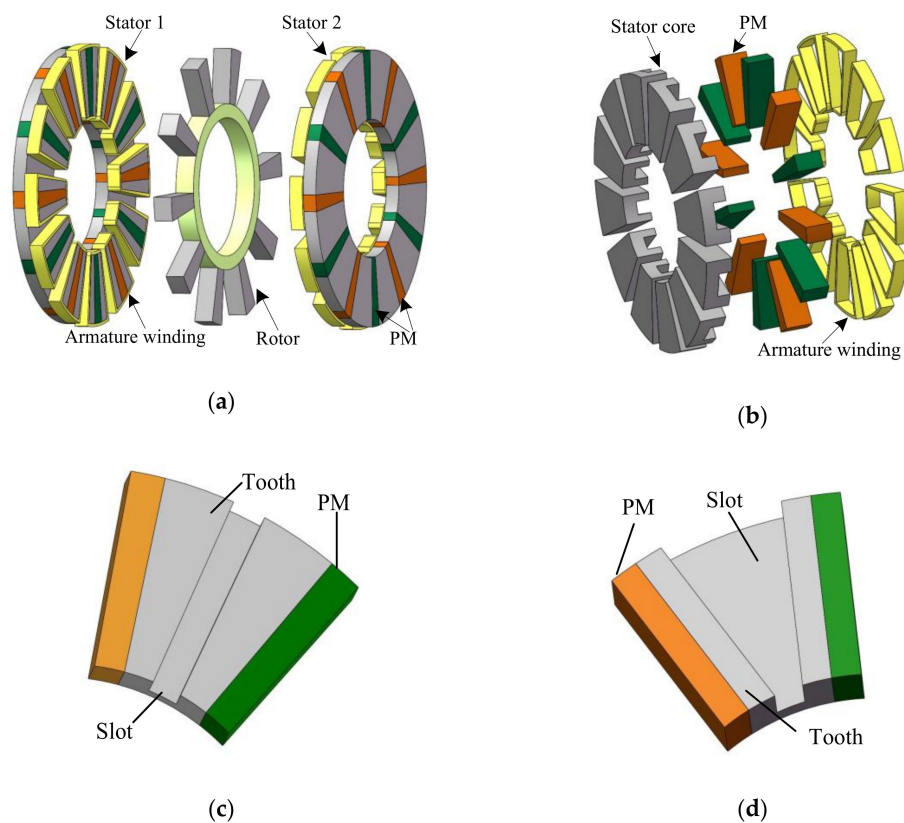 Stator 1
Stator 2
Armature winding
Rotor
PM
(a)
PM
Stator core
Armature winding
(b)
Tooth
PM
Slot
(c)
Slot
PM
Tooth
(d)